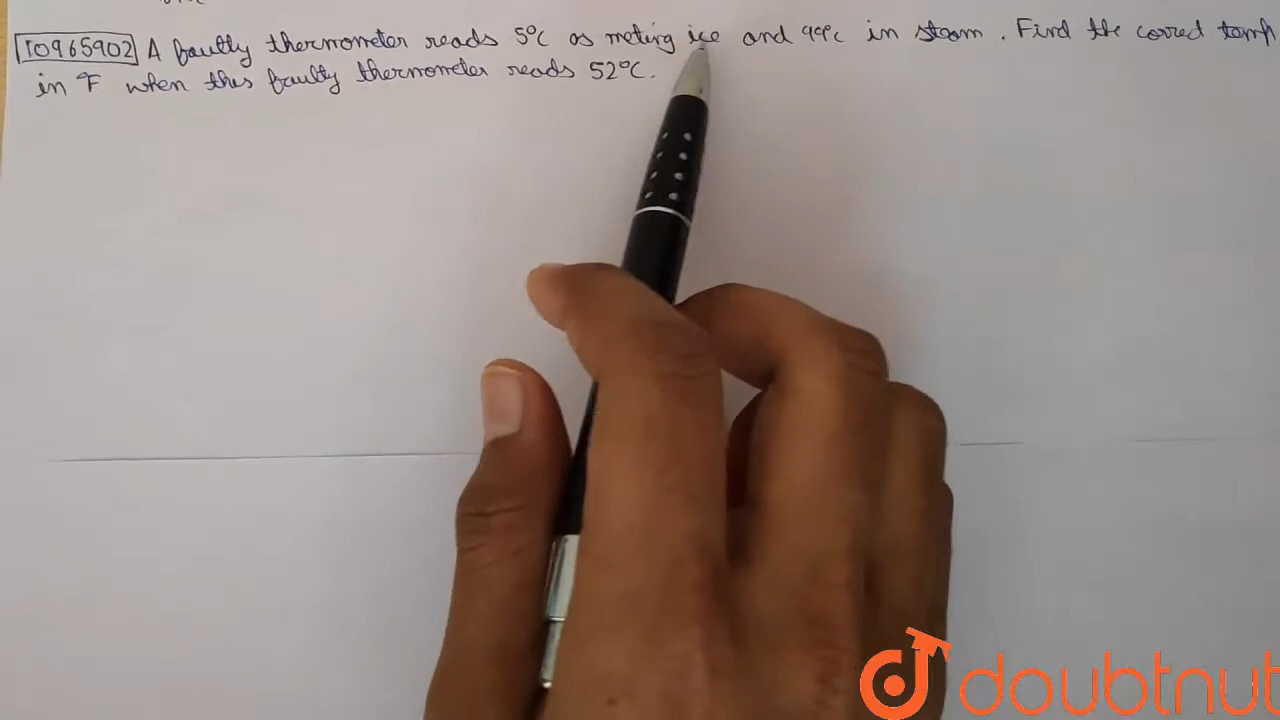 10965902 A faulty thermometer reads 5°C as meting ice and 99°C in steam. Find the correct temp
in °F when this faulty thermometer reads 52°C.
doubtnut